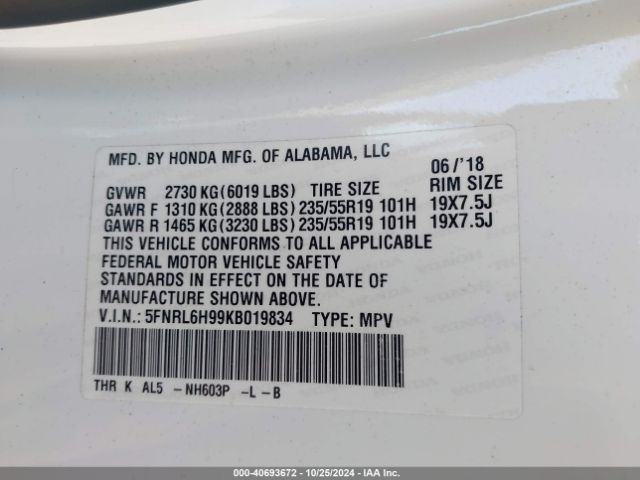 MFD. BY HONDA MFG. OF ALABAMA, LLC
06/'18
GVWR 2730 KG(6019 LBS) TIRE SIZE RIM SIZE
GAWR F 1310 KG(2888 LBS)235/55R19 101H 19X7.5J
GAWR R 1465 KG(3230 LBS)235/55R19 101H 19X7.5J
THIS VEHICLE CONFORMS TO ALL APPLICABLE
FEDERAL MOTOR VEHICLE SAFETY
STANDARDS IN EFFECT ON THE DATE OF
MANUFACTURE SHOWN ABOVE.
V.I.N.: 5FNRL6H99KB019834 TYPE: MPV
THR K AL5 -NH603P -L -B
000-40693672 - 10/25/2024 - IAA Inc.